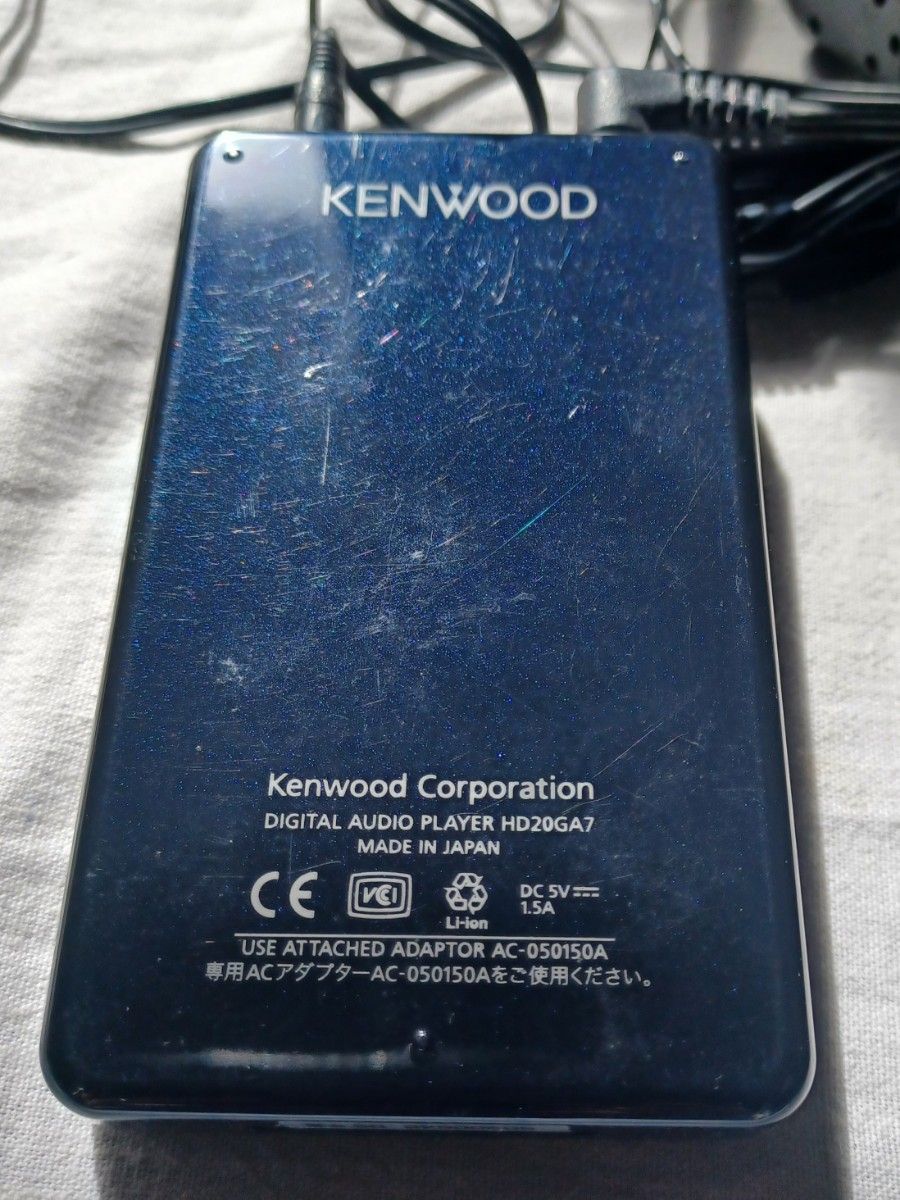 KENWOOD
Kenwood Corporation
DIGITAL AUDIO PLAYER HD20GA7
MADE IN JAPAN
CE VCCI Li-ion DC 5V 1.5A
USE ATTACHED ADAPTOR AC-050150A
専用ACアダプターAC-050150Aをご使用ください。